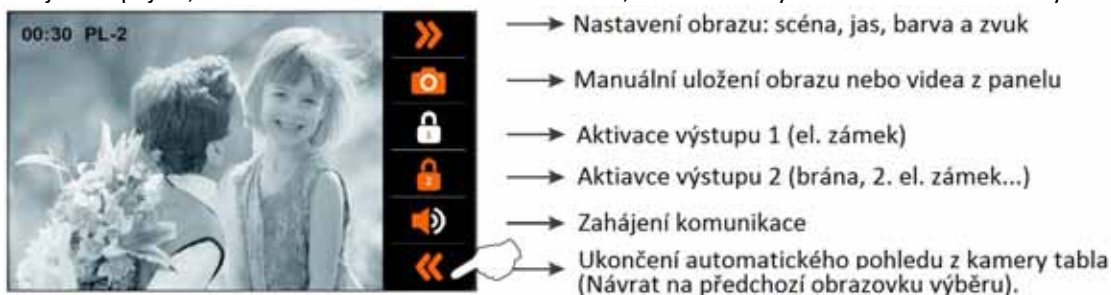 00:30 PL-2
Nastavení obrazu: scéna, jas, barva a zvuk
Manuální uložení obrazu nebo videa z panelu
1
Aktivace výstupu 1 (el. zámek)
2
Aktiavce výstupu 2 (brána, 2. el. zámek...)
Zahájení komunikace
Ukončení automatického pohledu z kamery tabla
(Návrat na předchozí obrazovku výběru).